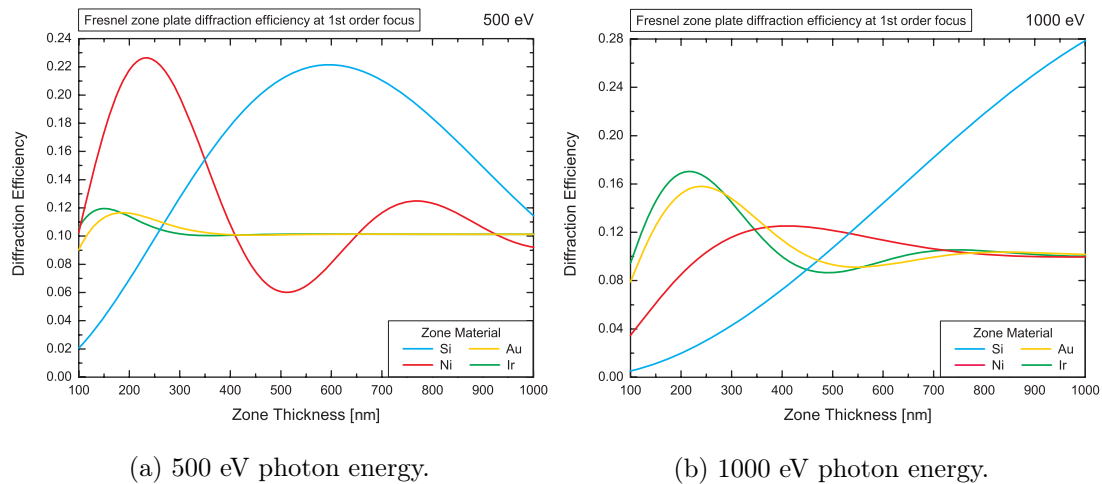 Fresnel zone plate diffraction efficiency at 1st order focus
500 eV
0.24
0.22
0.20
0.18
0.16
0.14
0.12
0.10
0.08
0.06
0.04
0.02
0.00
Diffraction Efficiency
100 200 300 400 500 600 700 800 900 1000
Zone Thickness [nm]
Zone Material
Si Au
Ni Ir
(a) 500 eV photon energy.
Fresnel zone plate diffraction efficiency at 1st order focus
1000 eV
0.28
0.24
0.20
0.16
0.12
0.08
0.04
0.00
Diffraction Efficiency
100 200 300 400 500 600 700 800 900 1000
Zone Thickness [nm]
Zone Material
Si Au
Ni Ir
(b) 1000 eV photon energy.